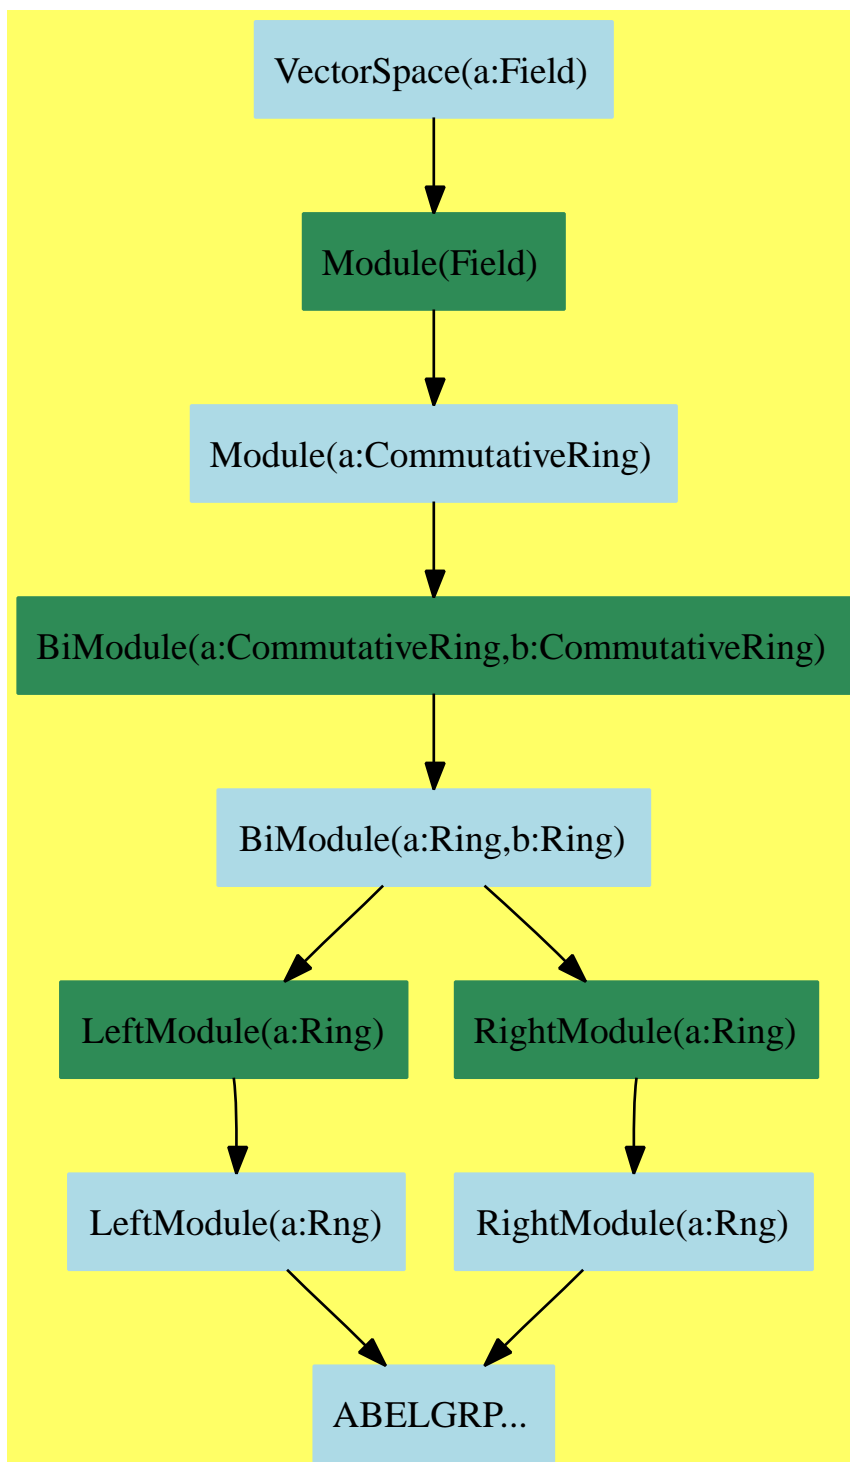 VectorSpace(a:Field)
Module(Field)
Module(a:CommutativeRing)
BiModule(a:CommutativeRing,b:CommutativeRing)
BiModule(a:Ring,b:Ring)
LeftModule(a:Ring)
RightModule(a:Ring)
LeftModule(a:Rng)
RightModule(a:Rng)
ABELGRP...